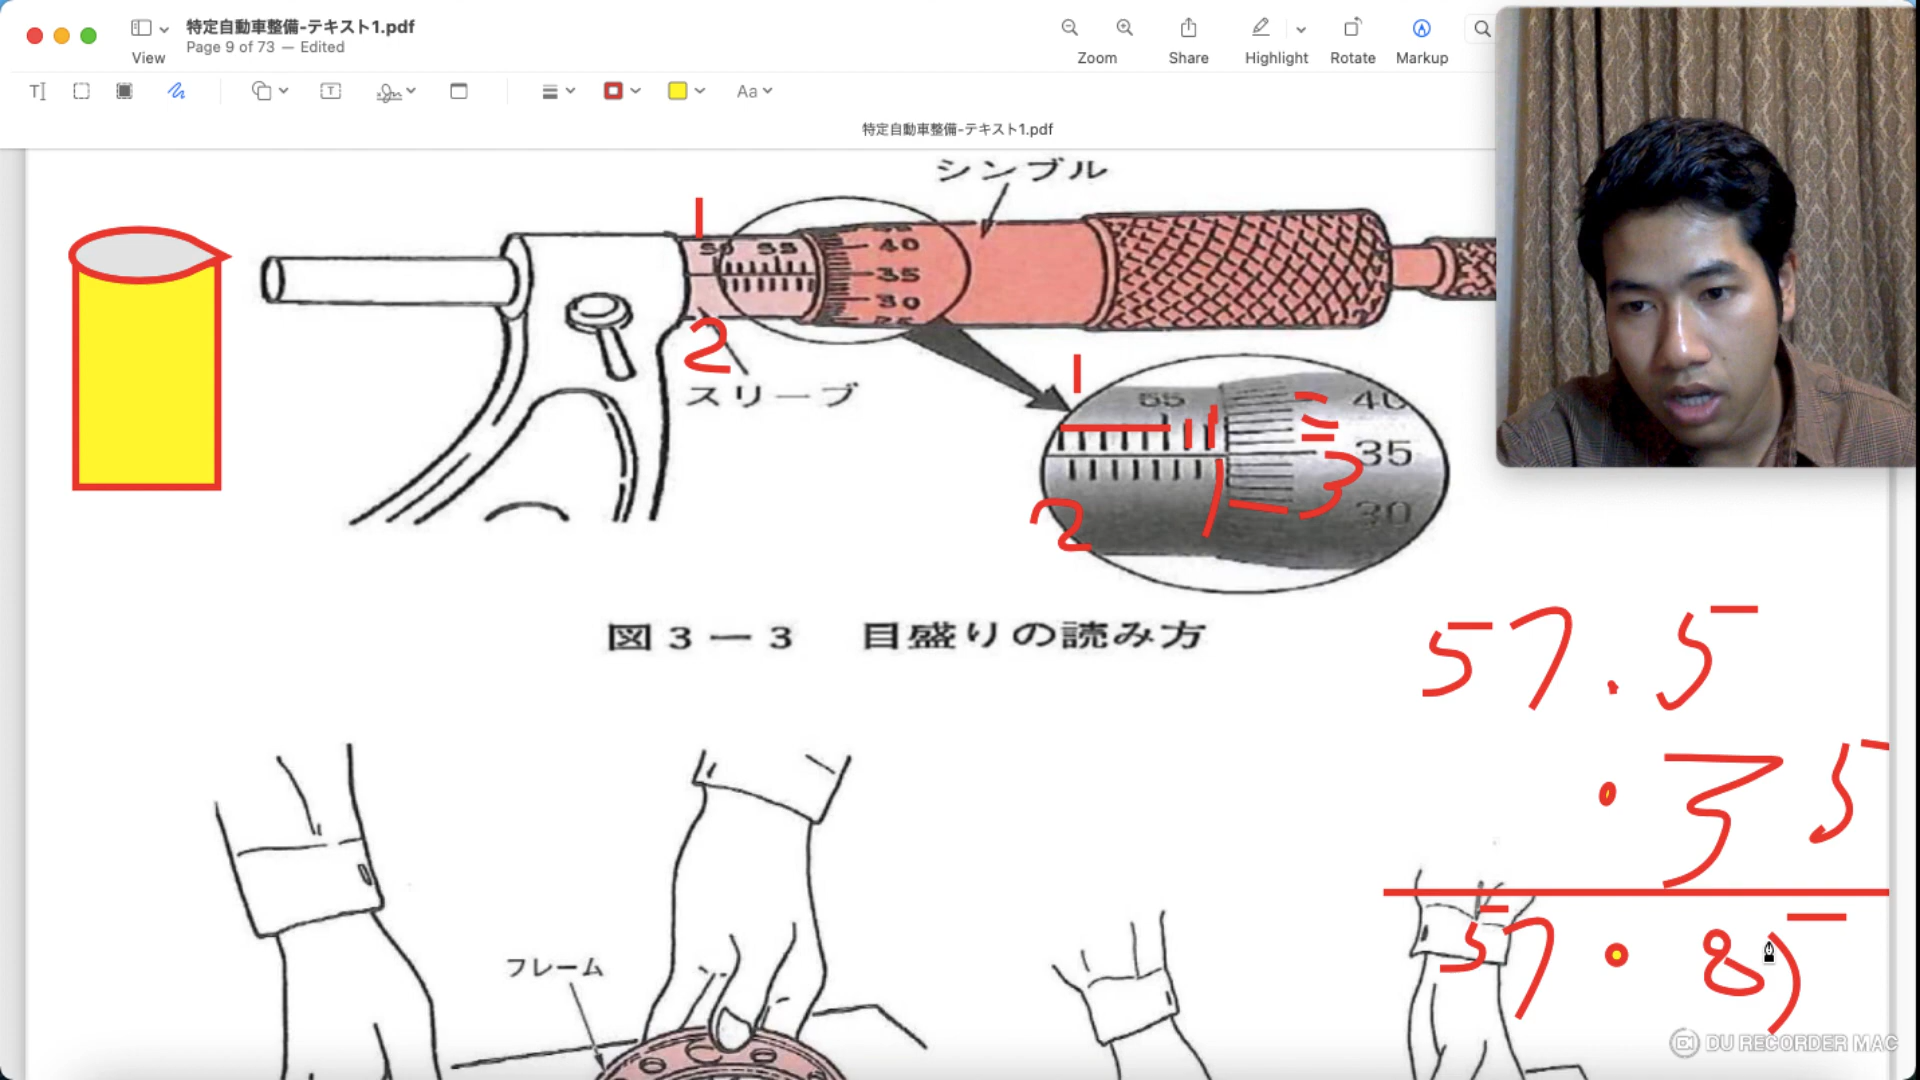 特定自動車整備-テキスト1.pdf
Page 9 of 73 — Edited
View
Zoom
Share
Highlight
Rotate
Markup
Aa
特定自動車整備-テキスト1.pdf
シンブル
1
50 55
40
35
30
25
2
スリーブ
1
55
40
35
3
30
2
図3-3 目盛りの読み方
57.5
.35
57.85
フレーム
DU RECORDER MAC